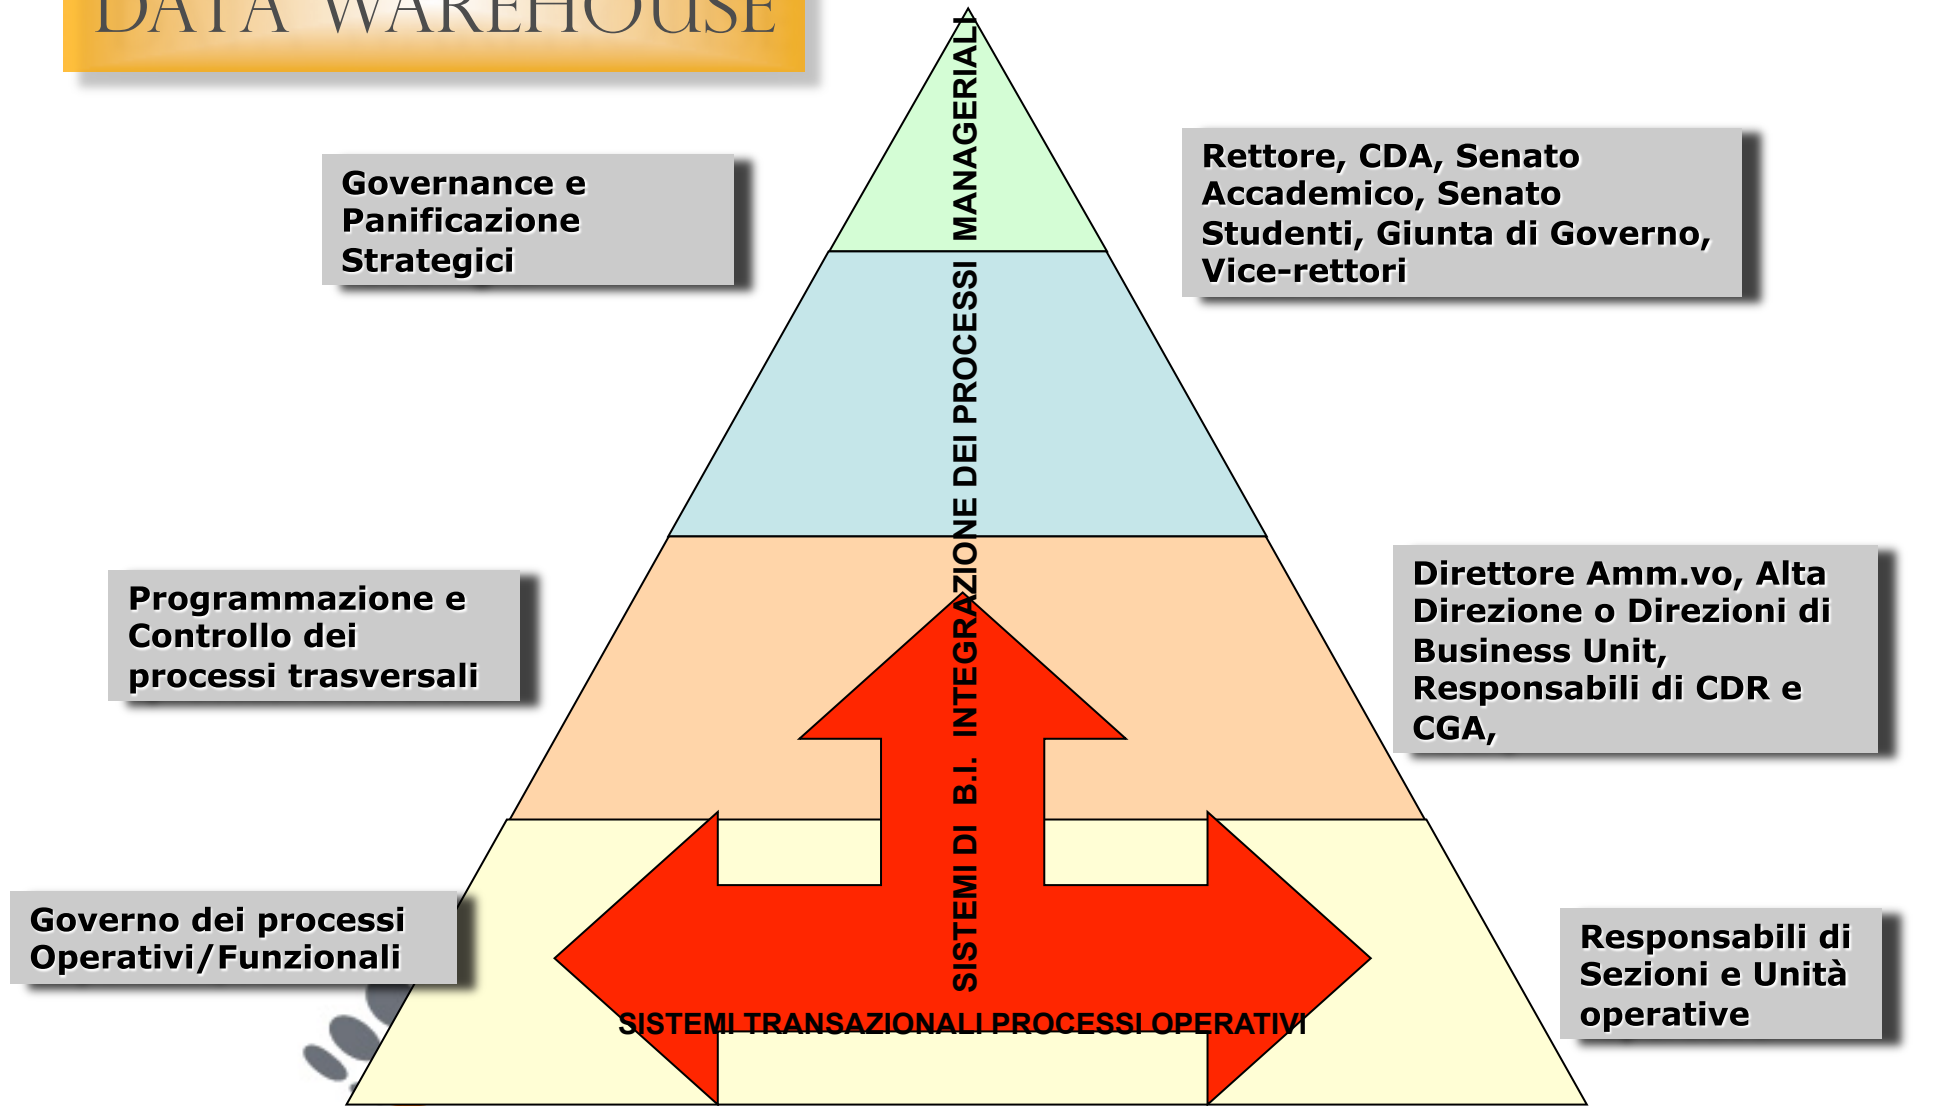 DATA WAREHOUSE
Governance e
Panificazione
Strategici
Rettore, CDA, Senato
Accademico, Senato
Studenti, Giunta di Governo,
Vice-rettori
Programmazione e
Controllo dei
processi trasversali
Direttore Amm.vo, Alta
Direzione o Direzioni di
Business Unit,
Responsabili di CDR e
CGA,
Governo dei processi
Operativi/Funzionali
Responsabili di
Sezioni e Unità
operative
SISTEMI DI B.I. INTEGRAZIONE DEI PROCESSI MANAGERIALI
SISTEMI TRANSAZIONALI PROCESSI OPERATIVI